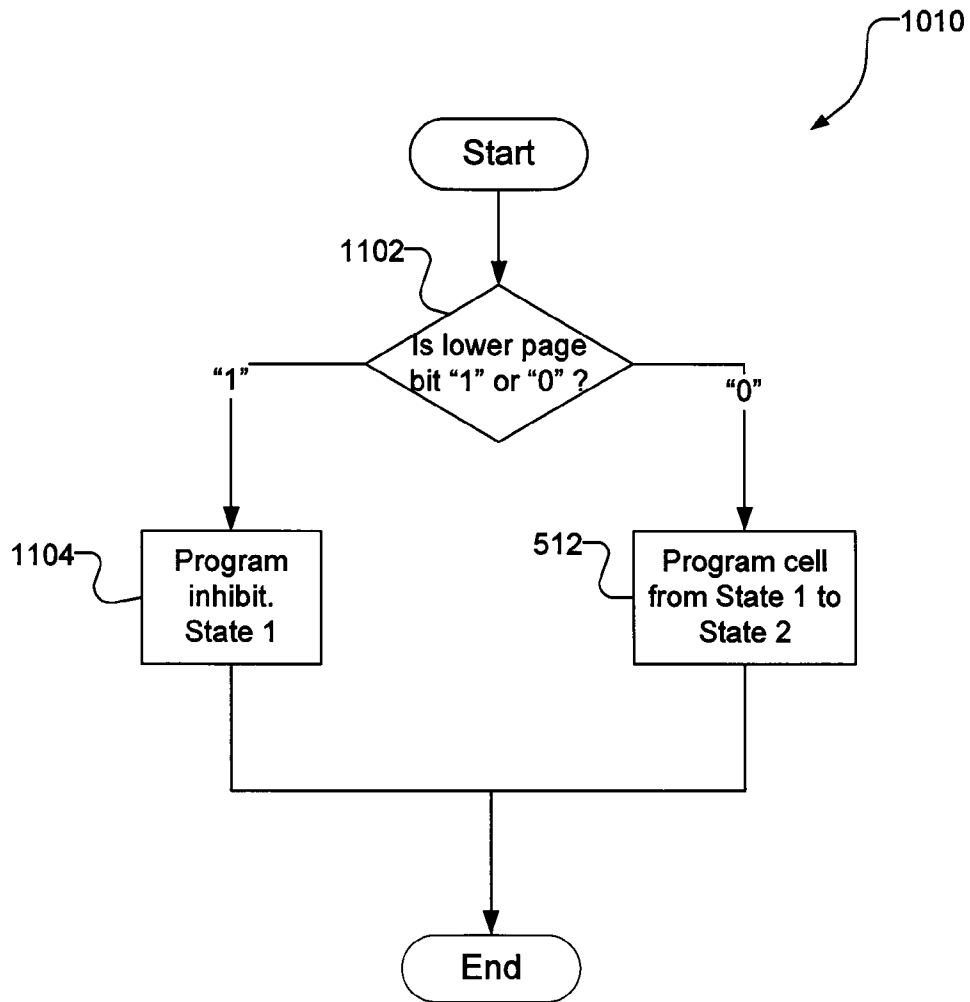 1010
Start
1102
Is lower page
bit “1” or “0” ?
“1”
“0”
1104
Program
inhibit.
State 1
512
Program cell
from State 1 to
State 2
End